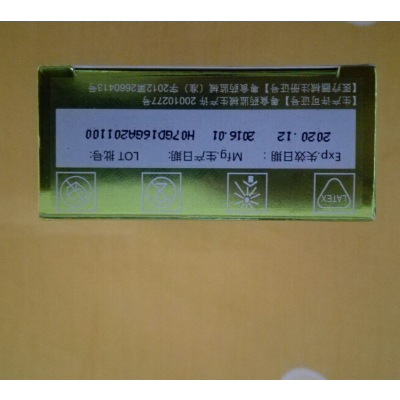 LATEX
Exp.失效日期: Mfg.生产日期: LOT批号:
2020.12 2016.01 H07GD16GA201100
【生产许可证号】粤食药监械生产许 20010277号
【医疗器械注册证号】粤食药监械（准）字2012第2660413号